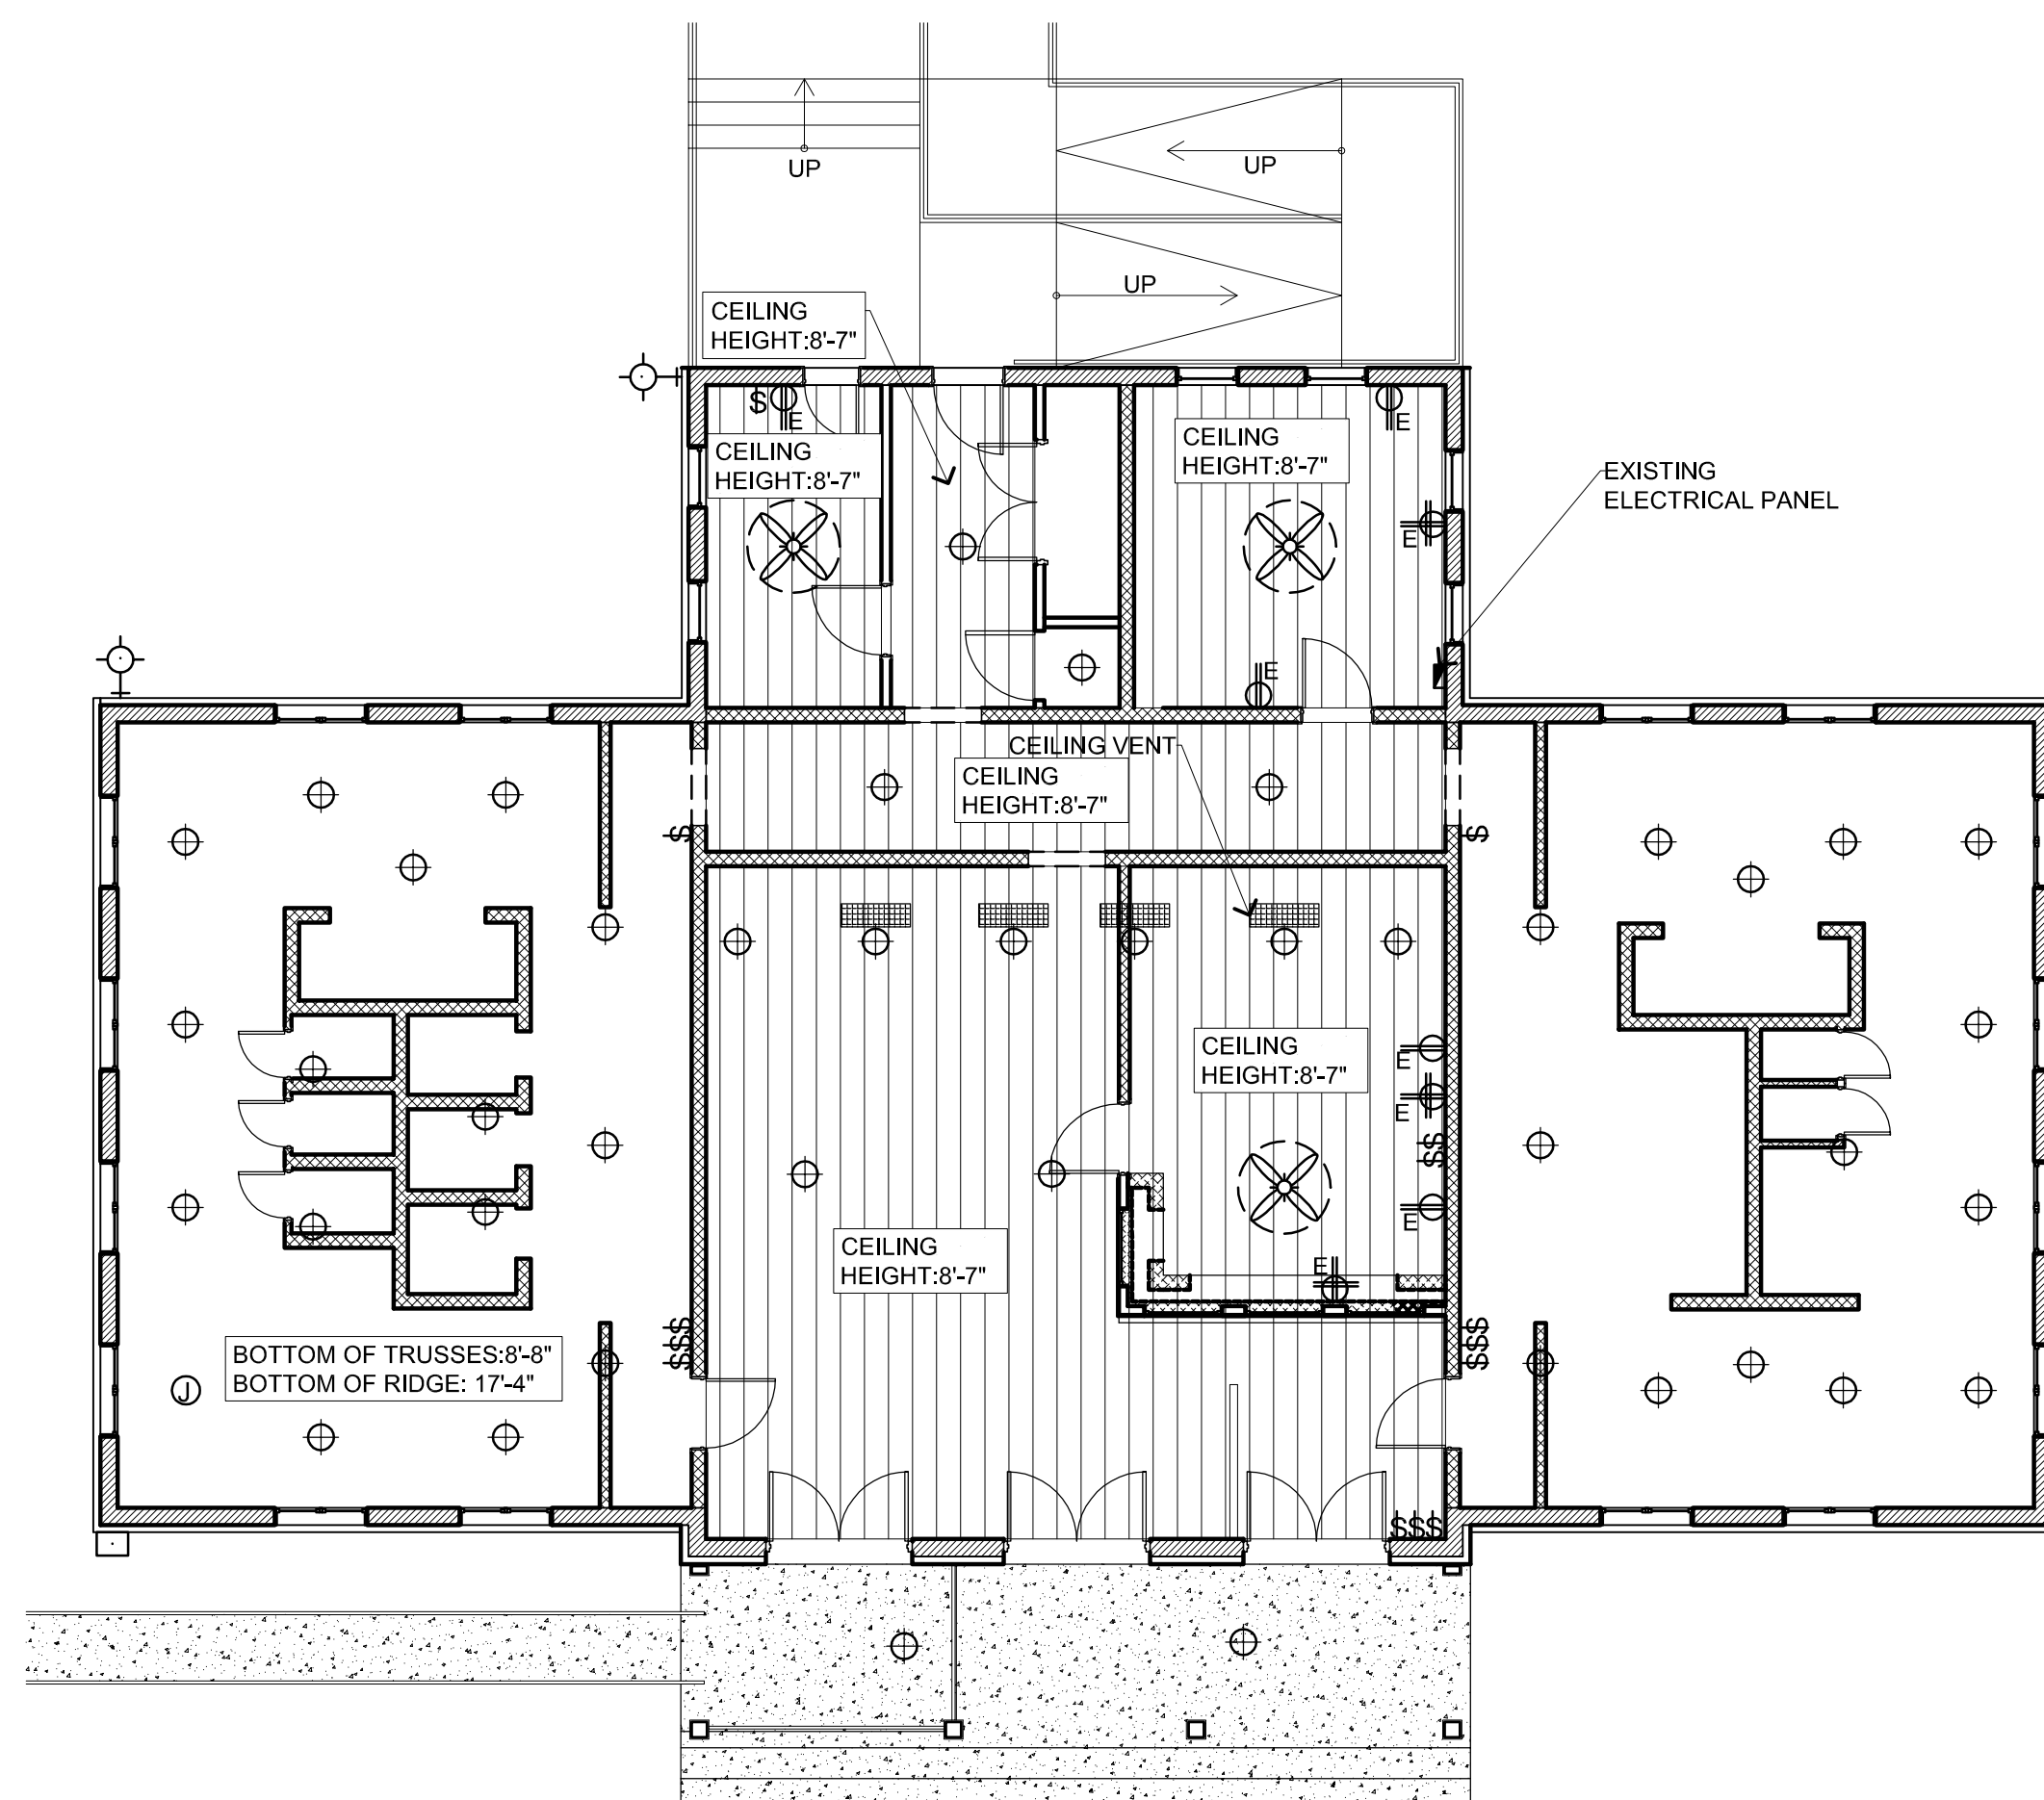 UP
UP
UP
CEILING
HEIGHT:8'-7"
$
E
E
CEILING
HEIGHT:8'-7"
CEILING
HEIGHT:8'-7"
EXISTING
ELECTRICAL PANEL
E
E
CEILING VENT
CEILING
HEIGHT:8'-7"
$
$
CEILING
HEIGHT:8'-7"
E
E
$$
E
CEILING
HEIGHT:8'-7"
E
BOTTOM OF TRUSSES:8'-8"
BOTTOM OF RIDGE: 17'-4"
$$$
$$$
J
$$$